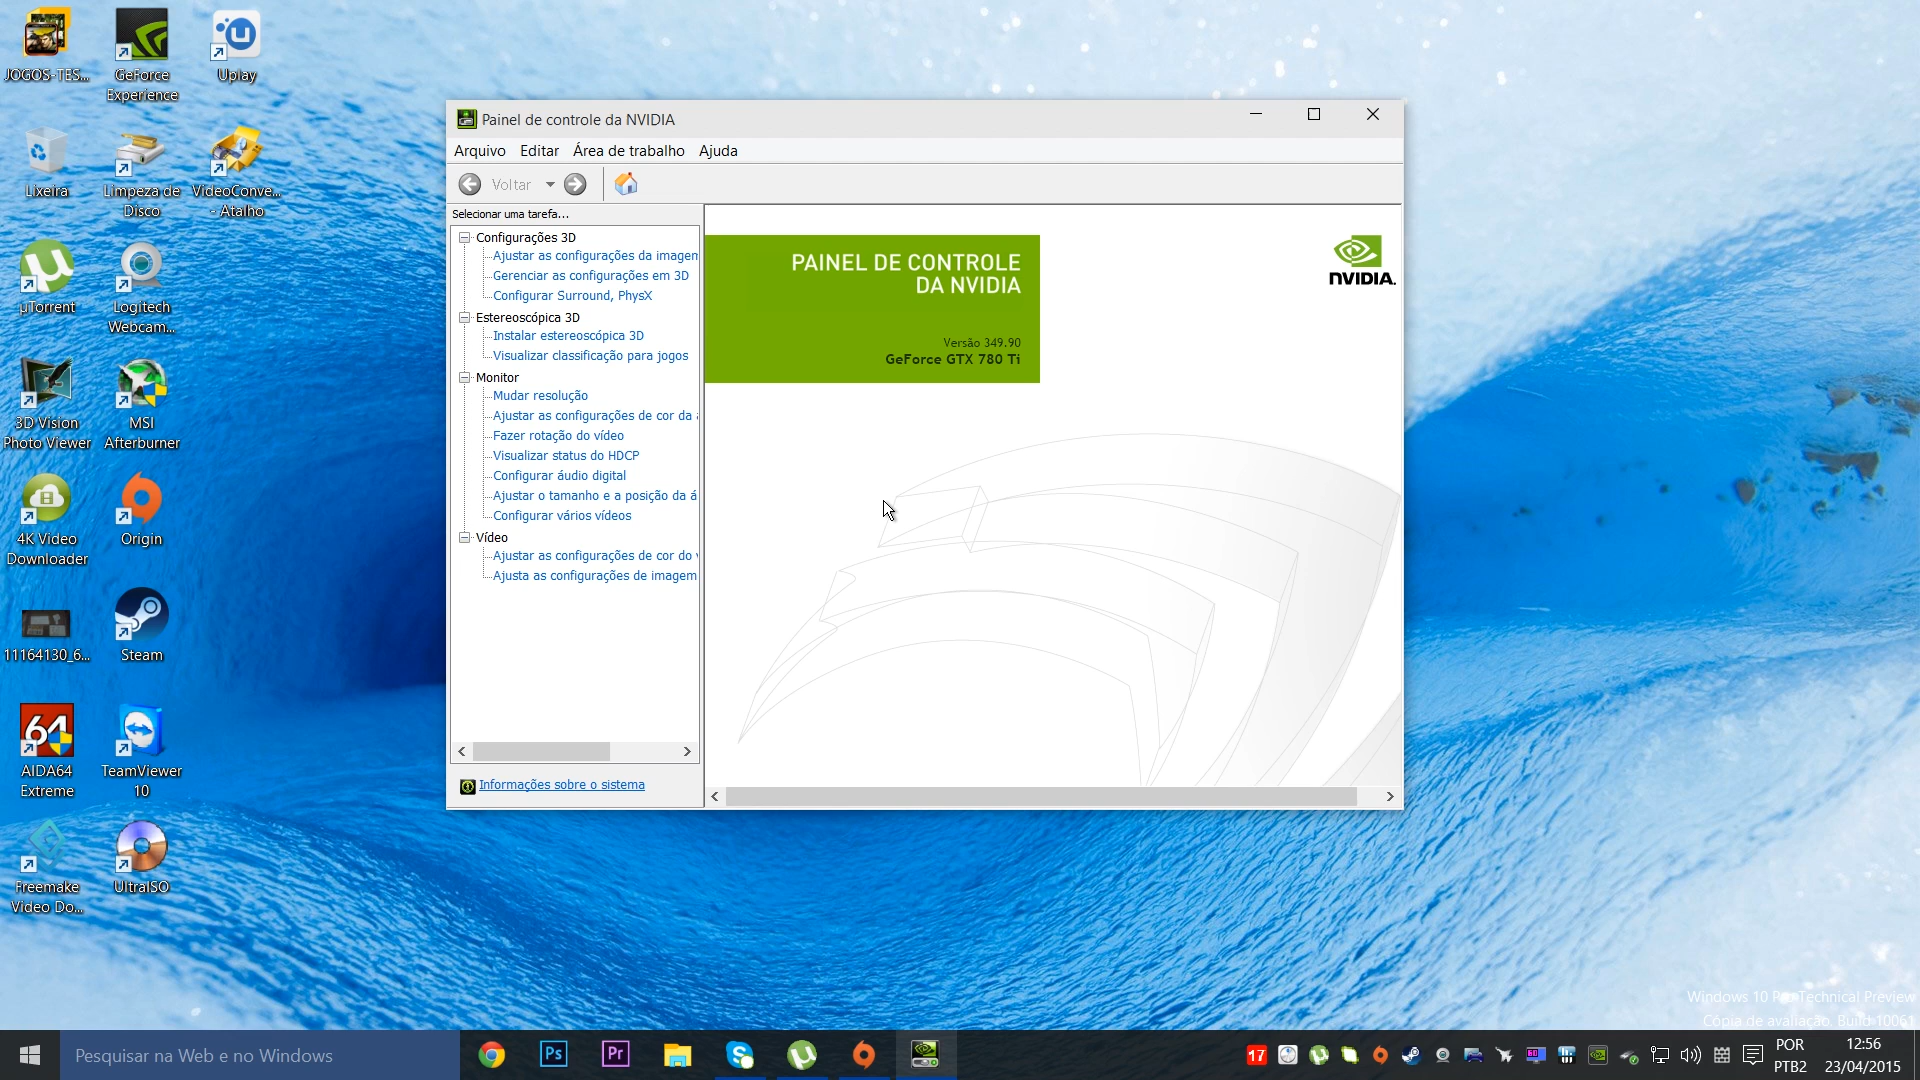 JOGOS-TES...
GeForce
Experience
Uplay
Lixeira
Limpeza de
Disco
VideoConve...
- Atalho
µTorrent
Logitech
Webcam...
3D Vision
Photo Viewer
MSI
Afterburner
4K Video
Downloader
Origin
11164130_6...
Steam
64
AIDA64
Extreme
TeamViewer
10
Freemake
Video Do...
UltraISO
Painel de controle da NVIDIA
Arquivo Editar Área de trabalho Ajuda
Voltar
Selecionar uma tarefa...
Configurações 3D
Ajustar as configurações da imagem
Gerenciar as configurações em 3D
Configurar Surround, PhysX
Estereoscópica 3D
Instalar estereoscópica 3D
Visualizar classificação para jogos
Monitor
Mudar resolução
Ajustar as configurações de cor da á
Fazer rotação do vídeo
Visualizar status do HDCP
Configurar áudio digital
Ajustar o tamanho e a posição da á
Configurar vários vídeos
Vídeo
Ajustar as configurações de cor do v
Ajusta as configurações de imagem
Informações sobre o sistema
PAINEL DE CONTROLE
DA NVIDIA
Versão 349.90
GeForce GTX 780 Ti
NVIDIA.
Windows 10 Pro Technical Preview
Cópia de avaliação. Build 10061
Pesquisar na Web e no Windows
Ps
Pr
17
60
POR
PTB2
12:56
23/04/2015